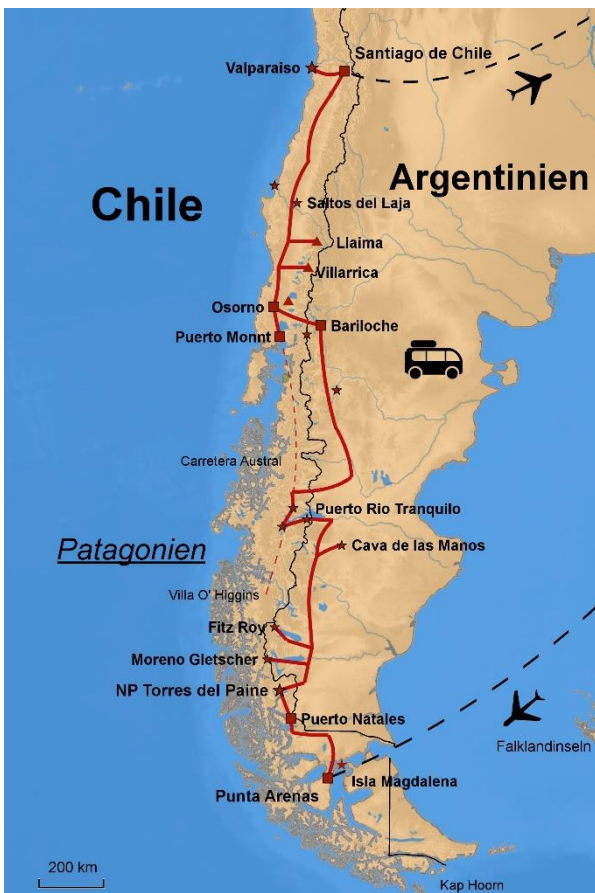 Santiago de Chile
Valparaiso
Argentinien
Chile
Saltos del Laja
Llaima
Villarrica
Osorno
Bariloche
Puerto Monnt
Carretera Austral
Puerto Rio Tranquilo
Patagonien
Cava de las Manos
Villa O' Higgins
Fitz Roy
Moreno Gletscher
NP Torres del Paine
Puerto Natales
Falklandinseln
Isla Magdalena
Punta Arenas
200 km
Kap Hoorn